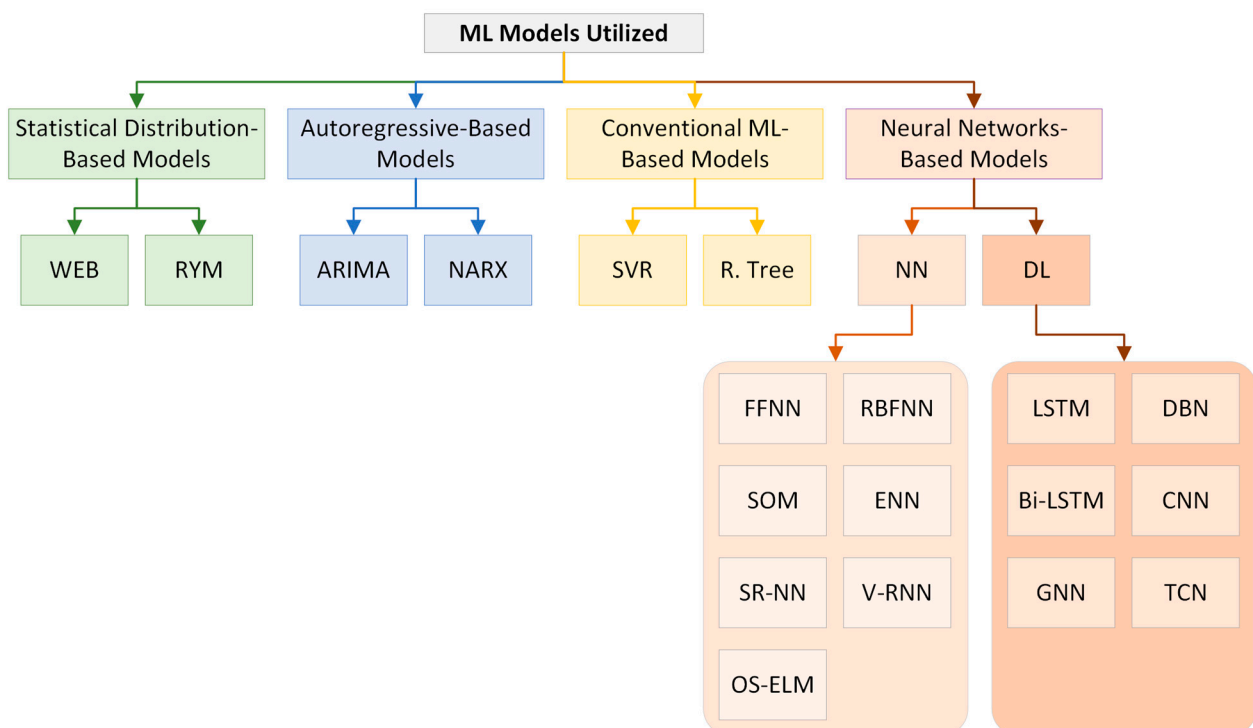 ML Models Utilized
Statistical Distribution-
Based Models
Autoregressive-Based
Models
Conventional ML-
Based Models
Neural Networks-
Based Models
WEB
RYM
ARIMA
NARX
SVR
R. Tree
NN
DL
FFNN
RBFNN
SOM
ENN
SR-NN
V-RNN
OS-ELM
LSTM
DBN
Bi-LSTM
CNN
GNN
TCN